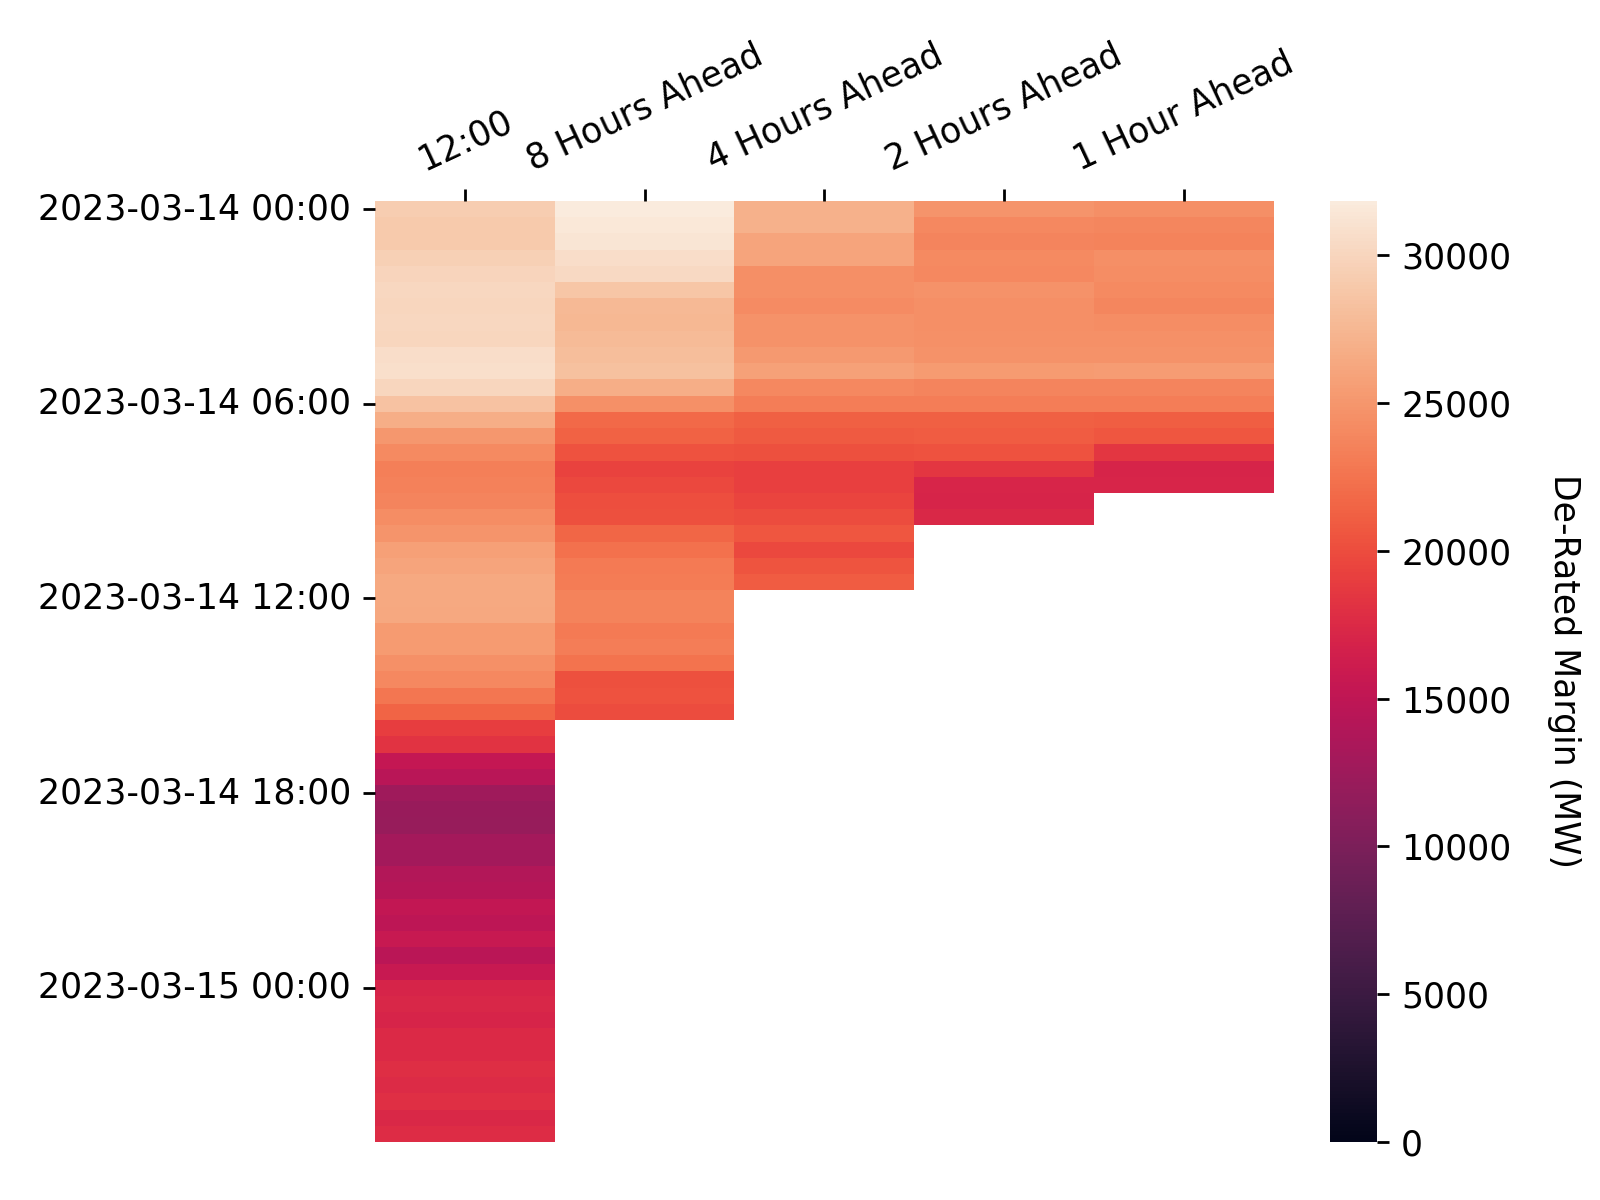 12:00
8 Hours Ahead
4 Hours Ahead
2 Hours Ahead
1 Hour Ahead
2023-03-14 00:00
2023-03-14 06:00
2023-03-14 12:00
2023-03-14 18:00
2023-03-15 00:00
30000
25000
20000
15000
10000
5000
0
De-Rated Margin (MW)